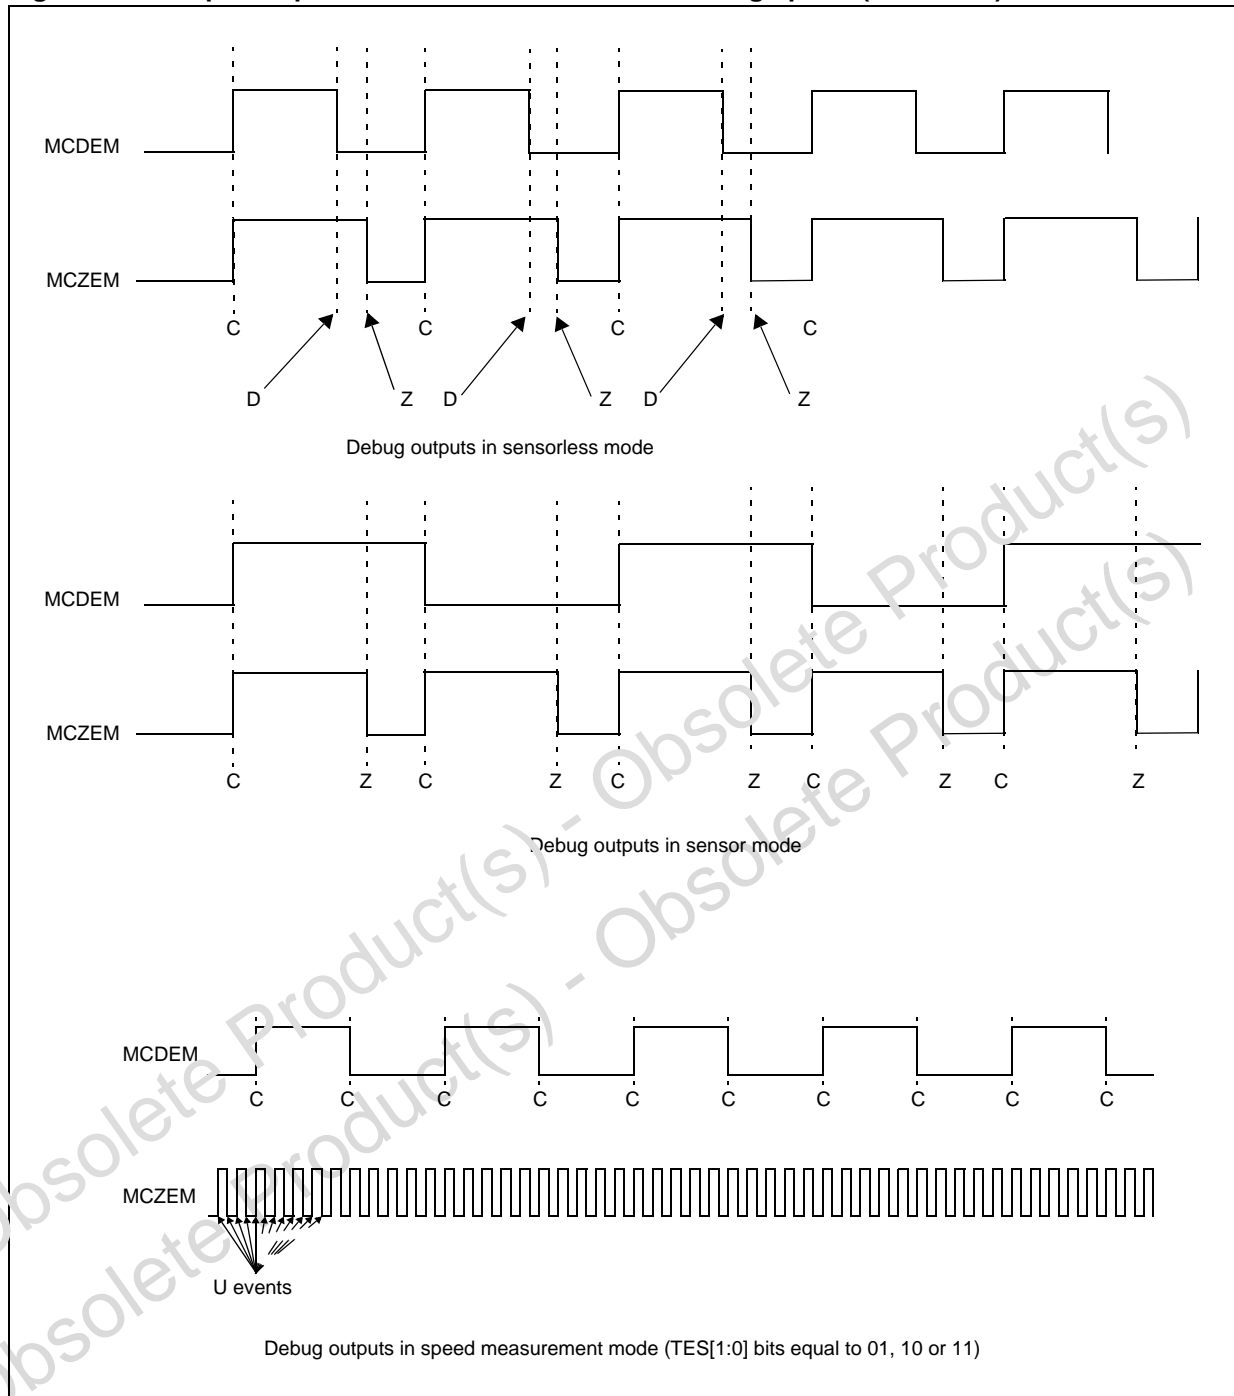 MCDEM
MCZEM
C C C C
D Z D Z D Z
Debug outputs in sensorless mode
MCDEM
MCZEM
C Z C Z C Z C Z C Z
Debug outputs in sensor mode
MCDEM
C C C C C C C C C C
MCZEM
U events
Debug outputs in speed measurement mode (TES[1:0] bits equal to 01, 10 or 11)
Obsolete Product(s) - Obsolete Product(s)
Obsolete Product(s) - Obsolete Product(s)